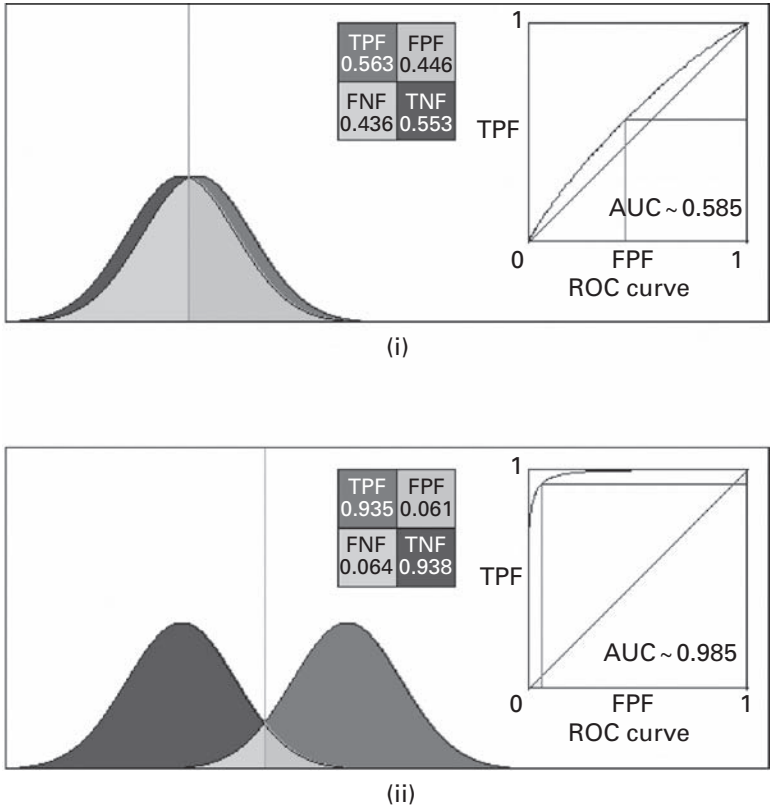 TPF FPF
0.563 0.446
FNF TNF
0.436 0.553
1
TPF
AUC ~ 0.585
0 FPF 1
ROC curve
(i)
TPF FPF
0.935 0.061
FNF TNF
0.064 0.938
1
TPF
AUC ~ 0.985
0 FPF 1
ROC curve
(ii)